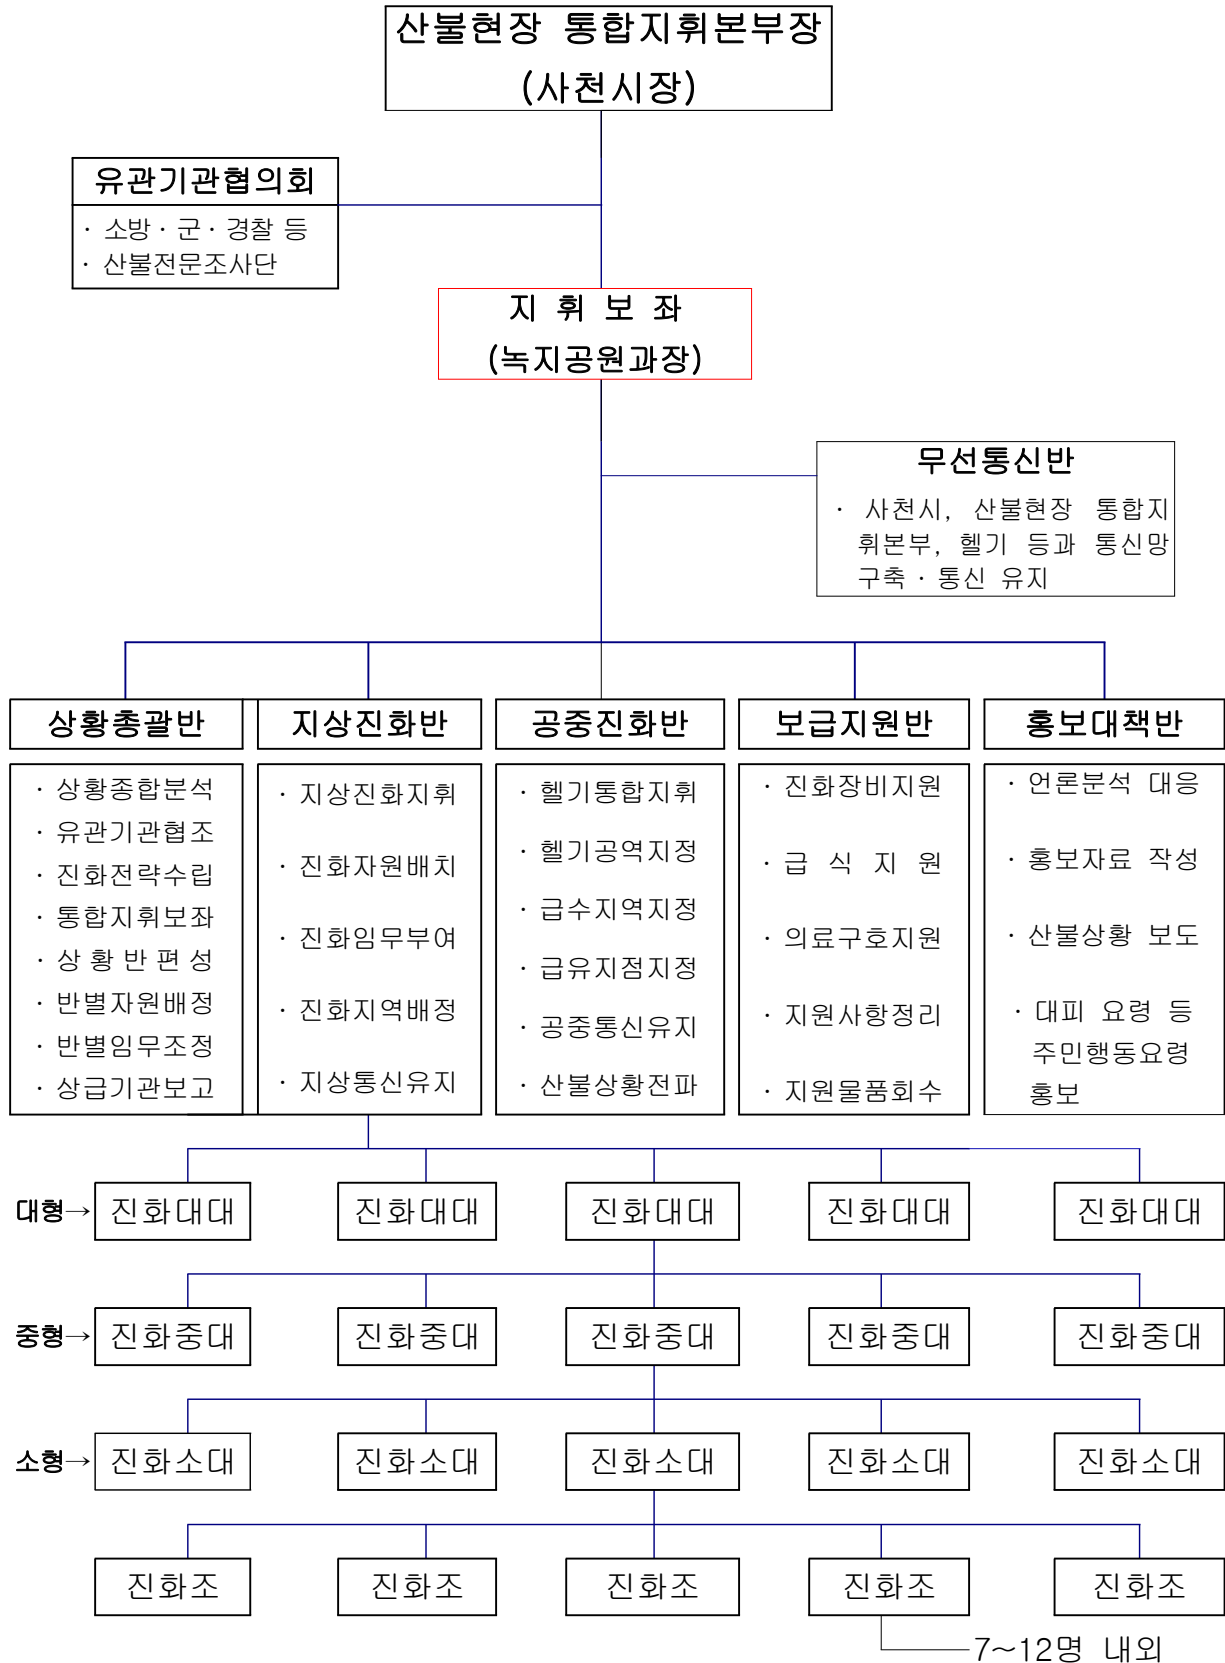 산불현장 통합지휘본부장
(사천시장)
유관기관협의회
· 소방 · 군 · 경찰 등
· 산불전문조사단
지 휘 보 좌
(녹지공원과장)
무선통신반
· 사천시, 산불현장 통합지
휘본부, 헬기 등과 통신망
구축 · 통신 유지
상황총괄반
· 상황종합분석
· 유관기관협조
· 진화전략수립
· 통합지휘보좌
· 상 황 반 편 성
· 반별자원배정
· 반별임무조정
· 상급기관보고
지상진화반
· 지상진화지휘
· 진화자원배치
· 진화임무부여
· 진화지역배정
· 지상통신유지
공중진화반
· 헬기통합지휘
· 헬기공역지정
· 급수지역지정
· 급유지점지정
· 공중통신유지
· 산불상황전파
보급지원반
· 진화장비지원
· 급 식 지 원
· 의료구호지원
· 지원사항정리
· 지원물품회수
홍보대책반
· 언론분석 대응
· 홍보자료 작성
· 산불상황 보도
· 대피 요령 등
주민행동요령
홍보
대형→ 진화대대 진화대대 진화대대 진화대대 진화대대
중형→ 진화중대 진화중대 진화중대 진화중대 진화중대
소형→ 진화소대 진화소대 진화소대 진화소대 진화소대
진화조 진화조 진화조 진화조 진화조
7~12명 내외